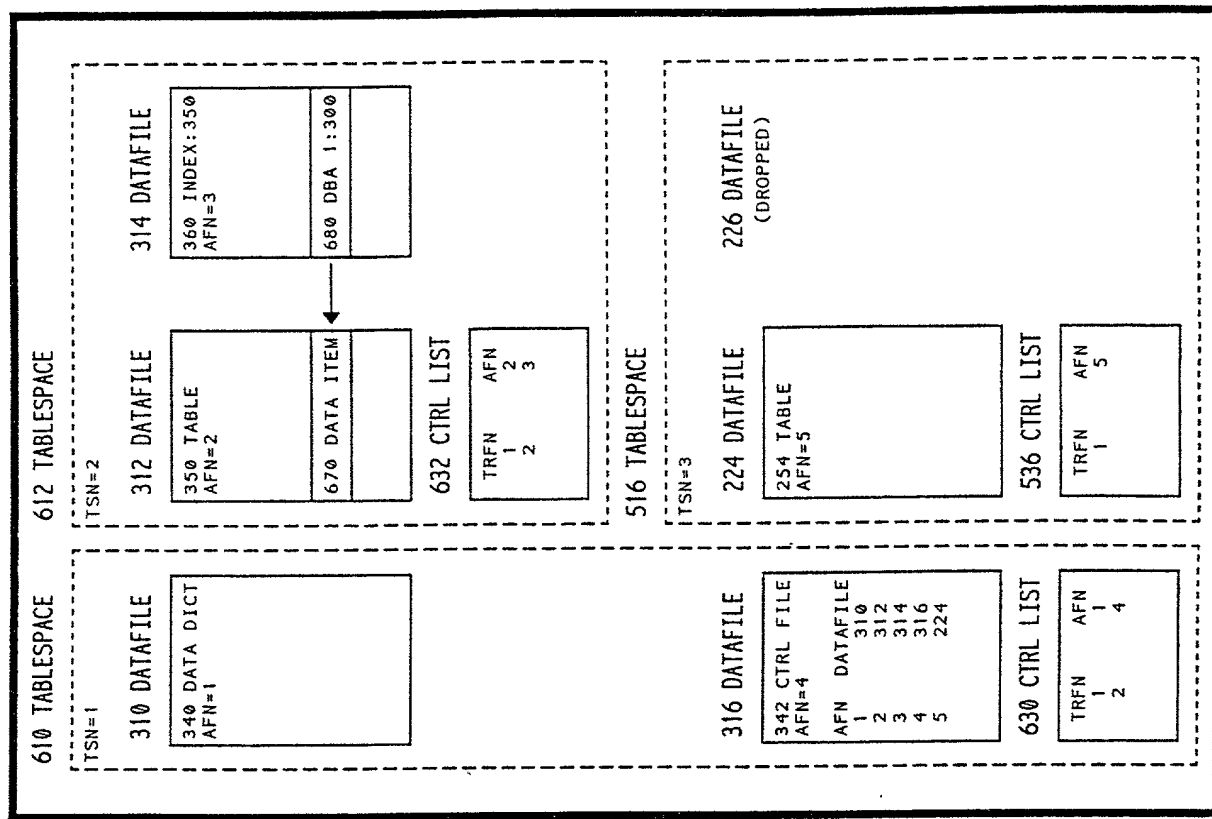 610 TABLESPACE
TSN=1
310 DATAFILE
340 DATA DICT
AFN=1
316 DATAFILE
342 CTRL FILE
AFN=4
AFN DATAFILE
1 310
2 312
3 314
4 316
5 224
630 CTRL LIST
TRFN AFN
1 1
2 4
612 TABLESPACE
TSN=2
312 DATAFILE
350 TABLE
AFN=2
670 DATA ITEM
314 DATAFILE
360 INDEX:350
AFN=3
680 DBA 1:300
632 CTRL LIST
TRFN AFN
1 2
2 3
516 TABLESPACE
TSN=3
224 DATAFILE
254 TABLE
AFN=5
226 DATAFILE
(DROPPED)
536 CTRL LIST
TRFN AFN
1 5